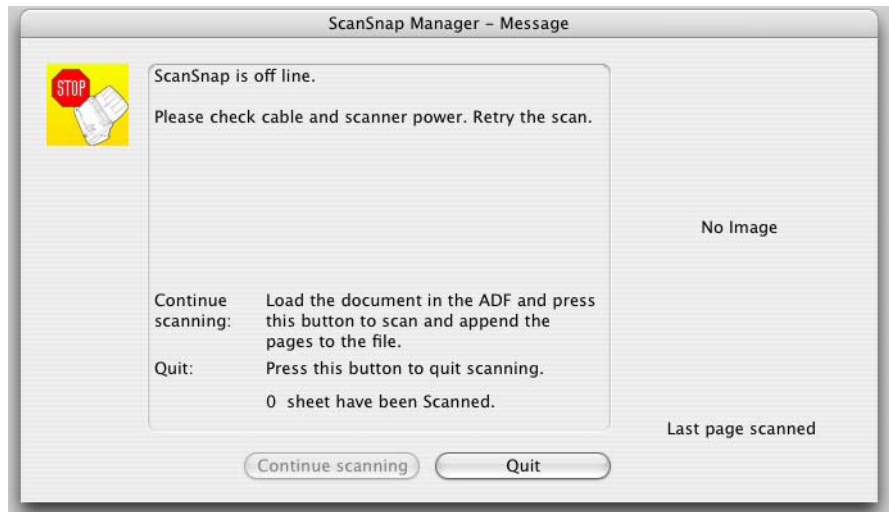 ScanSnap Manager – Message
STOP
ScanSnap is off line.
Please check cable and scanner power. Retry the scan.
No Image
Continue scanning:
Load the document in the ADF and press
this button to scan and append the
pages to the file.
Quit:
Press this button to quit scanning.
0 sheet have been Scanned.
Last page scanned
Continue scanning
Quit